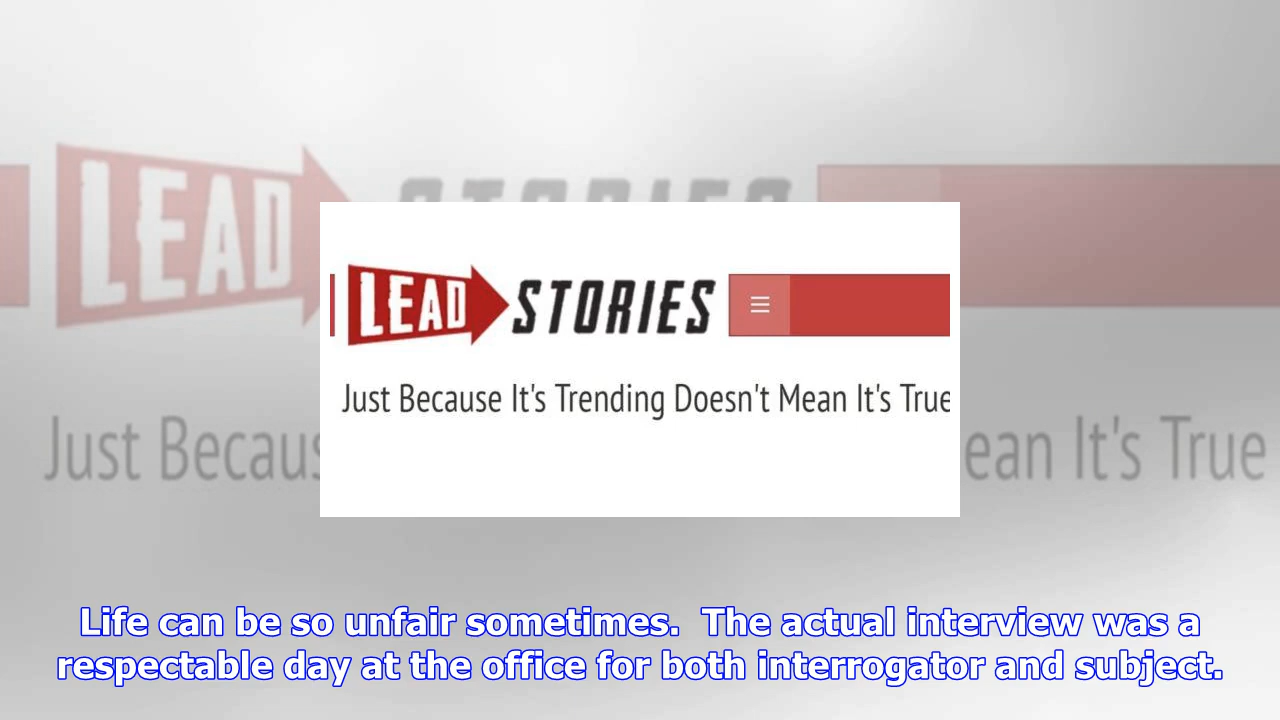 LEAD STORIES
LEAD STORIES
Just Because It's Trending Doesn't Mean It's True
Just Becaus ean It's True
Life can be so unfair sometimes. The actual interview was a
respectable day at the office for both interrogator and subject.